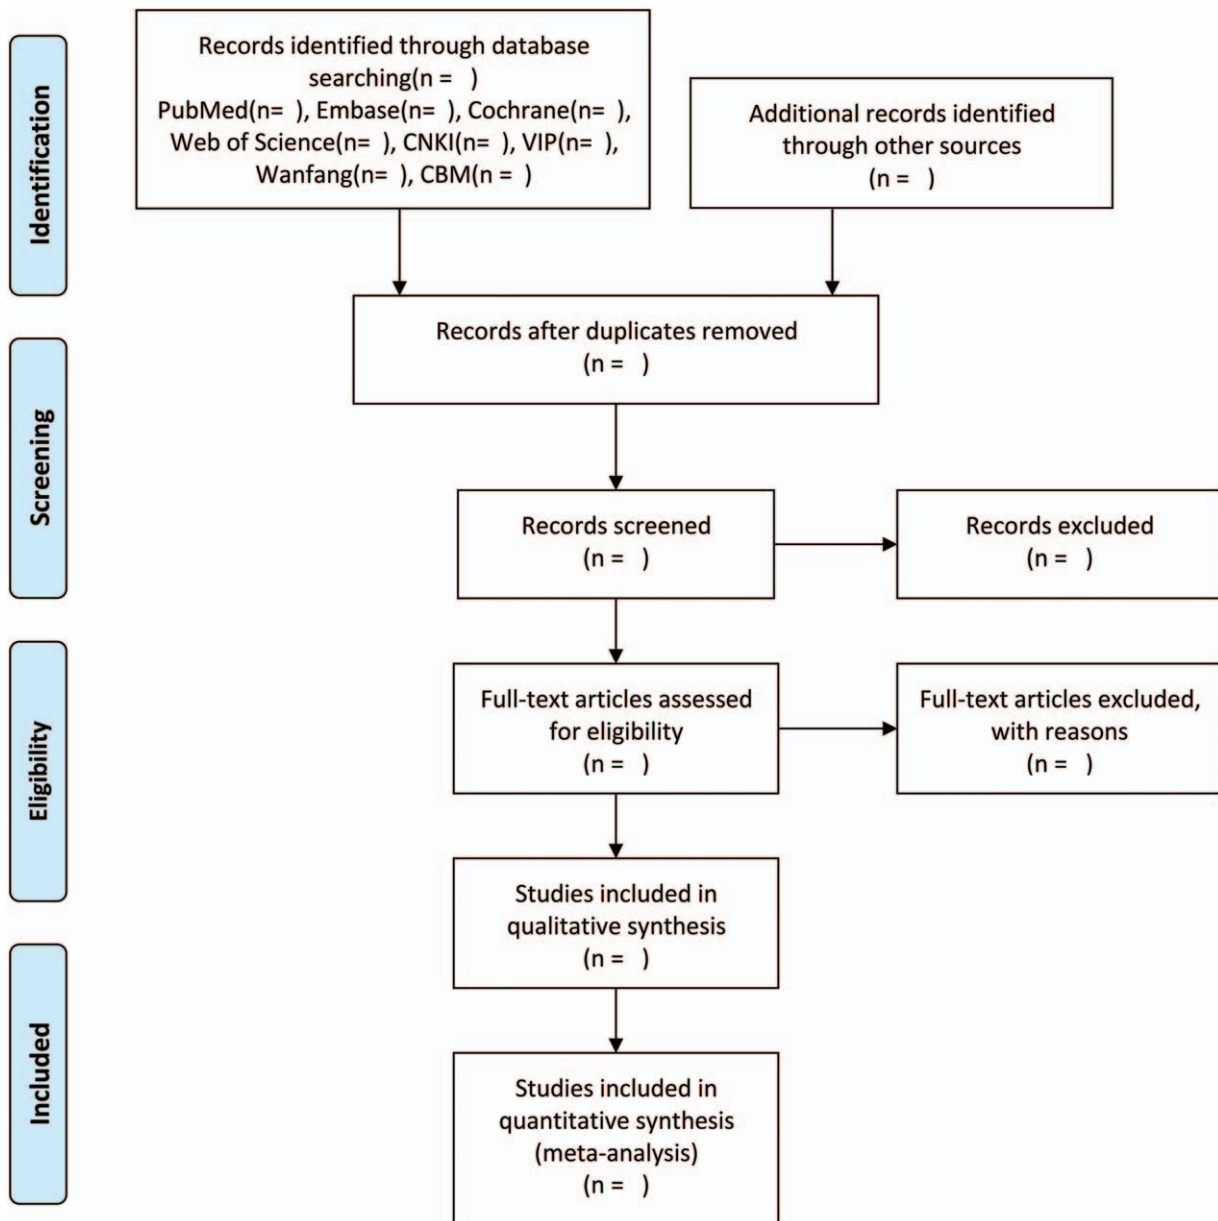 Identification
Records identified through database
searching(n =   )
PubMed(n=  ), Embase(n=  ), Cochrane(n=  ),
Web of Science(n=  ), CNKI(n=  ), VIP(n=  ),
Wanfang(n=  ), CBM(n =  )
Additional records identified
through other sources
(n =   )
Records after duplicates removed
(n =   )
Screening
Records screened
(n =   )
Records excluded
(n =   )
Eligibility
Full-text articles assessed
for eligibility
(n =   )
Full-text articles excluded,
with reasons
(n =   )
Studies included in
qualitative synthesis
(n =   )
Included
Studies included in
quantitative synthesis
(meta-analysis)
(n =   )